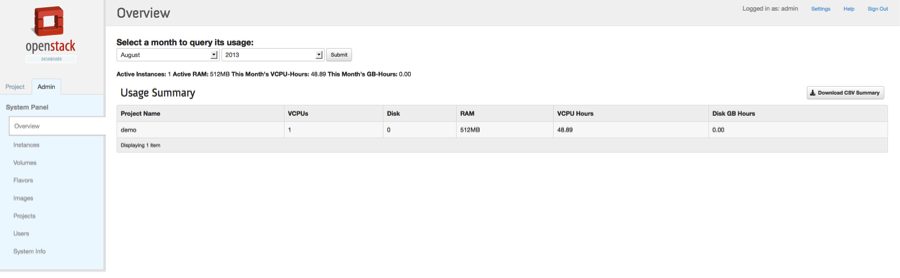 openstack
DASHBOARD
Project
Admin
System Panel
Overview
Instances
Volumes
Flavors
Images
Projects
Users
System Info
Overview
Logged in as: admin Settings Help Sign Out
Select a month to query its usage:
August 2013 Submit
Active Instances: 1 Active RAM: 512MB This Month's VCPU-Hours: 48.89 This Month's GB-Hours: 0.00
Usage Summary
Download CSV Summary
Project Name VCPUs Disk RAM VCPU Hours Disk GB Hours
demo 1 0 512MB 48.89 0.00
Displaying 1 item